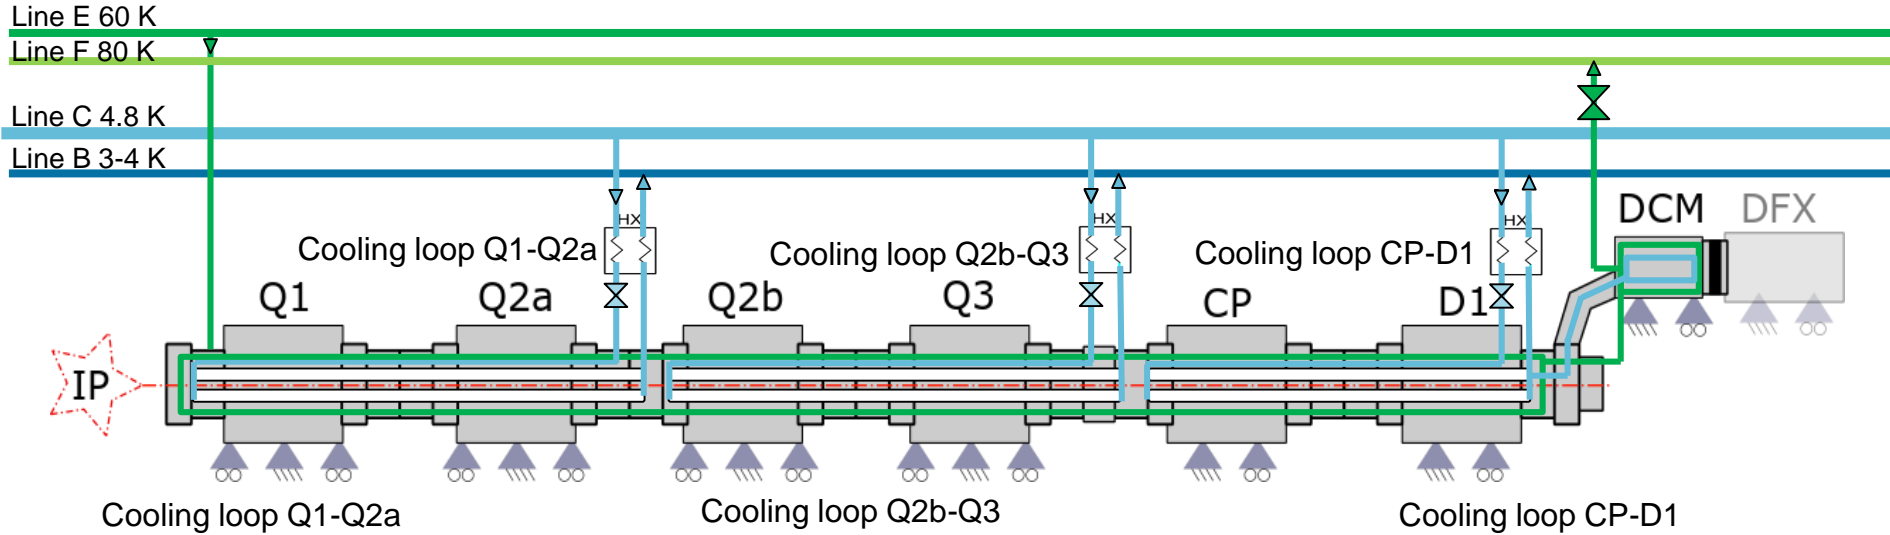 Line E 60 K
Line F 80 K
Line C 4.8 K
Line B 3-4 K
DCM DFX
HX HX HX
Cooling loop Q1-Q2a Cooling loop Q2b-Q3 Cooling loop CP-D1
Q1 Q2a Q2b Q3 CP D1
IP
Cooling loop Q1-Q2a Cooling loop Q2b-Q3 Cooling loop CP-D1